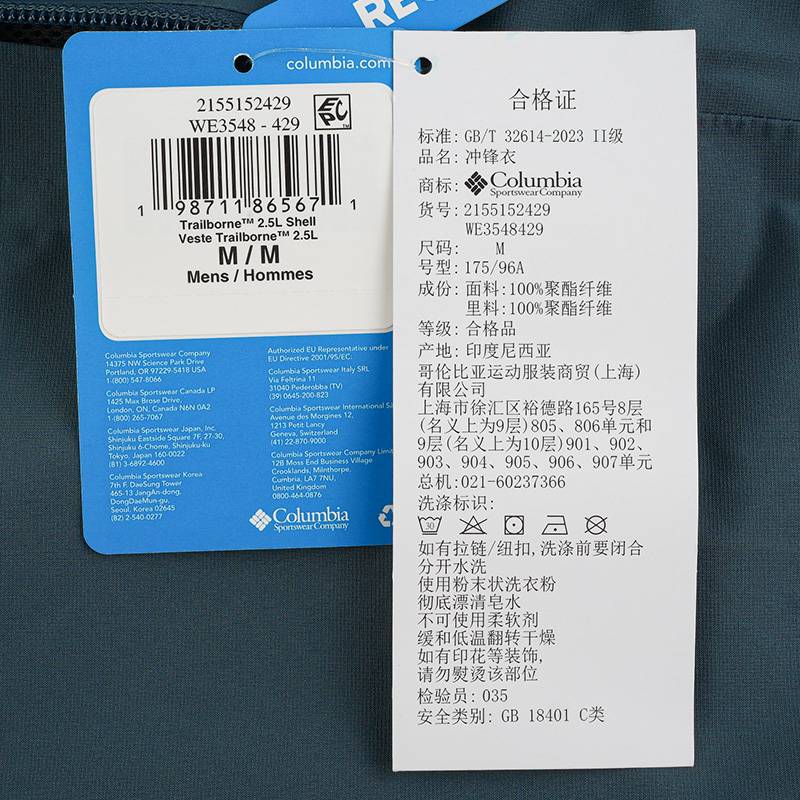 RE
columbia.com
2155152429
WE3548 - 429
EPC
1 98711 86567 1
Trailborne™ 2.5L Shell
Veste Trailborne™ 2.5L
M / M
Mens / Hommes
Columbia Sportswear Company
14375 NW Science Park Drive
Portland, OR 97229-5418 USA
1-(800) 547-8066
Columbia Sportswear Canada LP
1425 Max Brose Drive,
London, ON, Canada N6N 0A2
1-(800) 265-7067
Columbia Sportswear Japan, Inc.
Shinjuku Eastside Square 7F, 27-30,
Shinjuku 6-Chome, Shinjuku-ku
Tokyo, Japan 160-0022
(81) 3-6892-4600
Columbia Sportswear Korea
7th F. DaeSung Tower
465-13 JangAn-dong,
DongDaeMun-gu,
Seoul, Korea 02645
(82) 2-540-0277
Authorized EU Representative under
EU Directive 2001/95/EC.
Columbia Sportswear Italy SRL
Via Feltrina 11
31040 Pederobba (TV)
(39) 0645-200-823
Columbia Sportswear International Sà
Avenue des Morgines 12,
1213 Petit Lancy
Geneva, Switzerland
(41) 22-870-9000
Columbia Sportswear Company Limi
12B Moss End Business Village
Crooklands, Milnthorpe,
Cumbria, LA7 7NU,
United Kingdom
0800-464-0876
Columbia
Sportswear Company
合格证
标准: GB/T 32614-2023 II级
品名: 冲锋衣
商标: Columbia
Sportswear Company
货号: 2155152429
WE3548429
尺码: M
号型: 175/96A
成份: 面料:100%聚酯纤维
里料:100%聚酯纤维
等级: 合格品
产地: 印度尼西亚
哥伦比亚运动服装商贸(上海)
有限公司
上海市徐汇区裕德路165号8层
(名义上为9层)805、806单元和
9层(名义上为10层)901、902、
903、904、905、906、907单元
总机:021-60237366
洗涤标识:
30
如有拉链/纽扣,洗涤前要闭合
分开水洗
使用粉末状洗衣粉
彻底漂清皂水
不可使用柔软剂
缓和低温翻转干燥
如有印花等装饰,
请勿熨烫该部位
检验员: 035
安全类别: GB 18401 C类